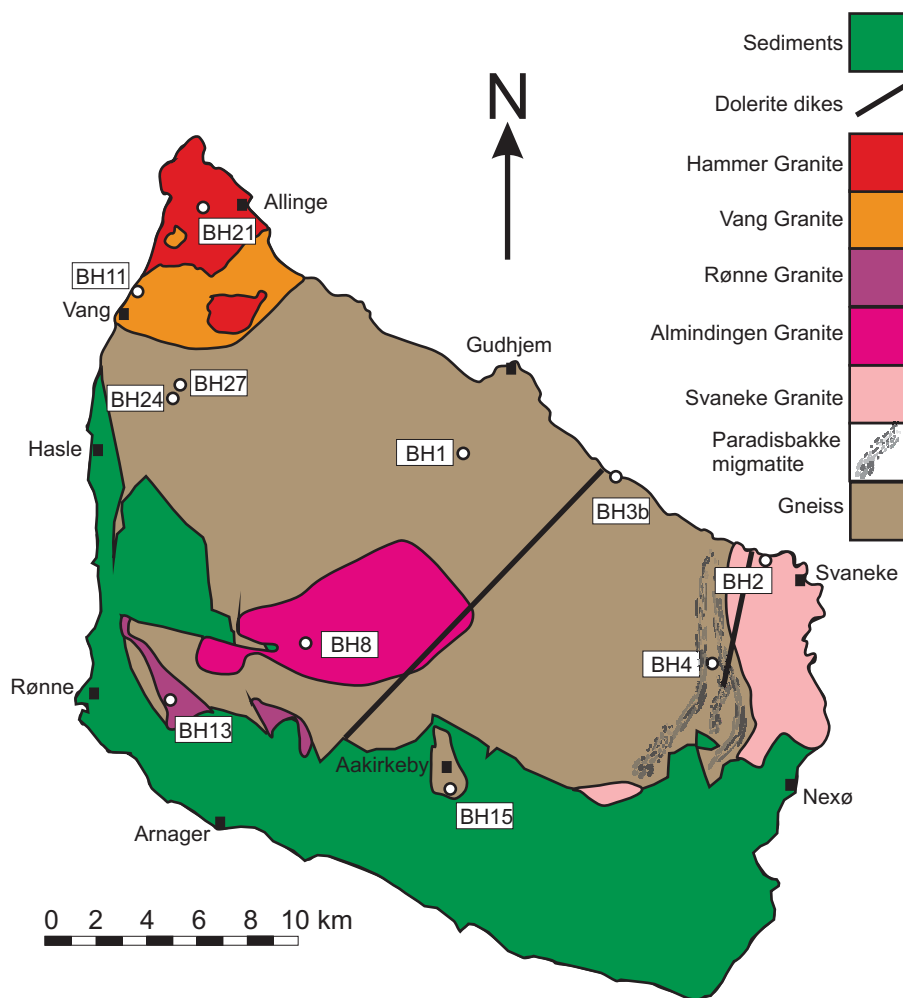 Sediments
Dolerite dikes
N
Hammer Granite
Allinge
Vang Granite
BH21
BH11
Rønne Granite
Vang
Almindingen Granite
Gudhjem
BH27
BH24
Svaneke Granite
Hasle
BH1
Paradisbakke
migmatite
BH3b
Gneiss
BH2
Svaneke
BH8
BH4
Rønne
BH13
Aakirkeby
Nexø
BH15
Arnager
0 2 4 6 8 10 km